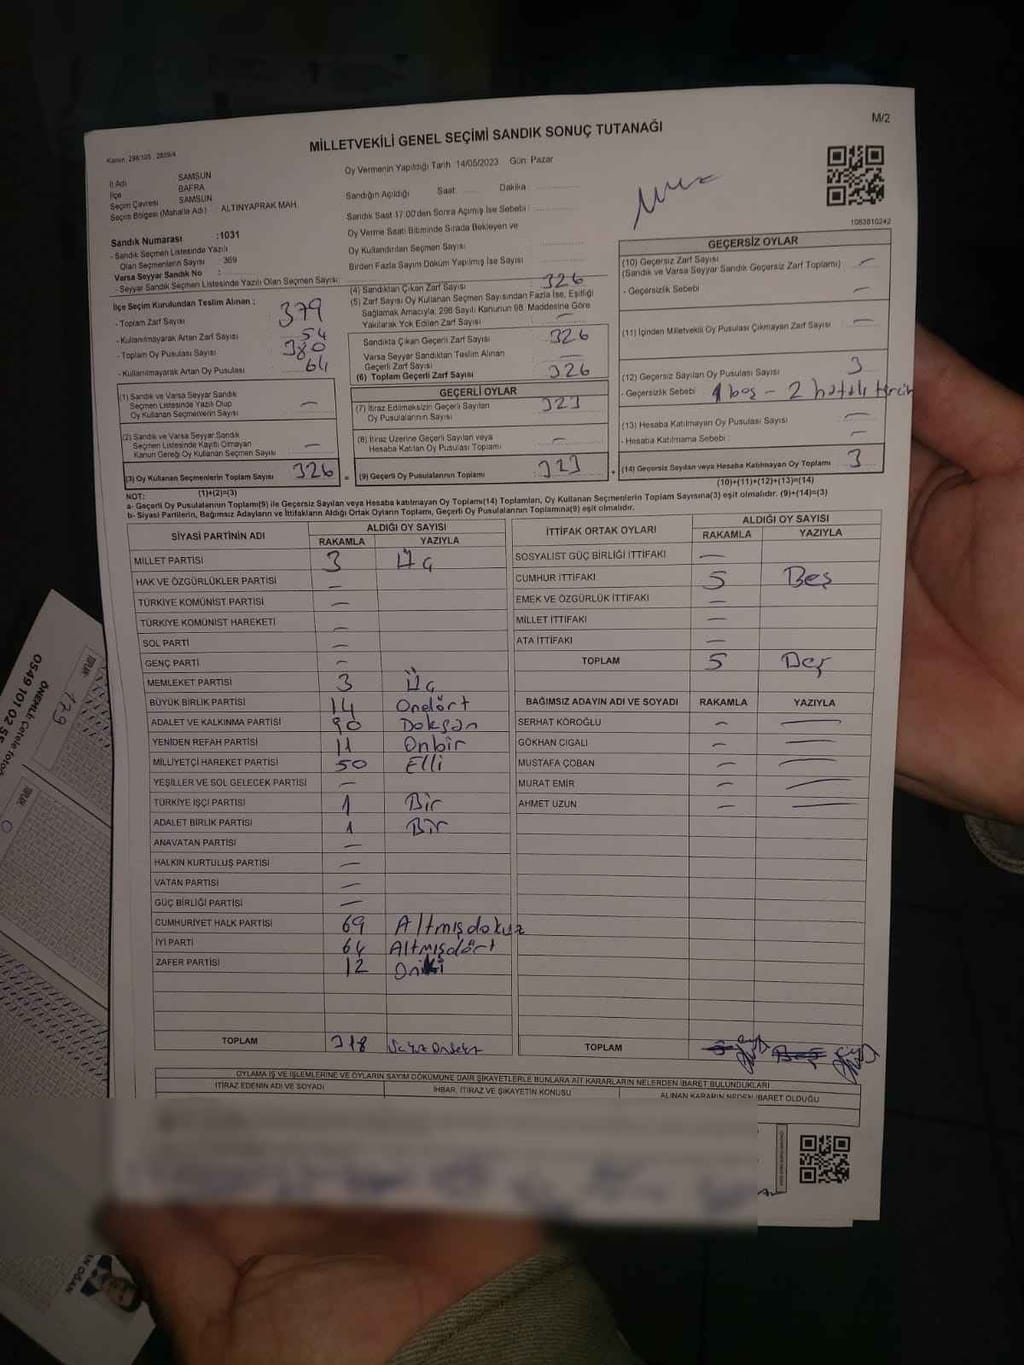 M/2
MİLLETVEKİLİ GENEL SEÇİMİ SANDIK SONUÇ TUTANAĞI
Kanun 298/105 , 2839/4
İl Adı SAMSUN
İlçe BAFRA
Seçim Çevresi SAMSUN
Seçim Bölgesi (Mahalle Adı) : ALTINYAPRAK MAH.
Oy Vermenin Yapıldığı Tarih 14/05/2023 Gün: Pazar
Sandığın Açıldığı Saat: Dakika
Sandık Saat 17.00'den Sonra Açımış İse Sebebi :
Oy Verme Saati Bitiminde Sırada Bekleyen ve
Oy Kullandırılan Seçmen Sayısı
Birden Fazla Sayım Döküm Yapılmış İse Sayısı
1083810242
Sandık Numarası :1031
- Sandık Seçmen Listesinde Yazılı
Olan Seçmenlerin Sayısı : 369
Varsa Seyyar Sandık No :
- Seyyar Sandık Seçmen Listesinde Yazılı Olan Seçmen Sayısı:
İlçe Seçim Kurulundan Teslim Alınan :
- Toplam Zarf Sayısı 379
- Kullanılmayarak Artan Zarf Sayısı 54
- Toplam Oy Pusulası Sayısı 380
- Kullanılmayarak Artan Oy Pusulası 64
(4) Sandıktan Çıkan Zarf Sayısı 326
(5) Zarf Sayısı Oy Kullanan Seçmen Sayısından Fazla İse, Eşitliği
Sağlamak Amacıyla; 298 Sayılı Kanunun 98. Maddesine Göre
Yakılarak Yok Edilen Zarf Sayısı —
Sandıkta Çıkan Geçerli Zarf Sayısı 326
Varsa Seyyar Sandıktan Teslim Alınan
Geçerli Zarf Sayısı —
(6) Toplam Geçerli Zarf Sayısı 326
GEÇERSİZ OYLAR
(10) Geçersiz Zarf Sayısı —
(Sandık ve Varsa Seyyar Sandık Geçersiz Zarf Toplamı)
- Geçersizlik Sebebi —
(11) İçinden Milletvekili Oy Pusulası Çıkmayan Zarf Sayısı —
(12) Geçersiz Sayılan Oy Pusulası Sayısı 3
- Geçersizlik Sebebi 1 boş - 2 hatalı tercih
(13) Hesaba Katılmayan Oy Pusulası Sayısı —
- Hesaba Katılmama Sebebi : —
(14) Geçersiz Sayılan veya Hesaba Katılmayan Oy Toplamı 3
(10)+(11)+(12)+(13)=(14)
(1) Sandık ve Varsa Seyyar Sandık
Seçmen Listesinde Yazılı Olup
Oy Kullanan Seçmenlerin Sayısı —
(2) Sandık ve Varsa Seyyar Sandık
Seçmen Listesinde Kayıtlı Olmayan
Kanun Gereği Oy Kullanan Seçmen Sayısı —
(3) Oy Kullanan Seçmenlerin Toplam Sayısı 326
(1)+(2)=(3)
GEÇERLİ OYLAR
(7) İtiraz Edilmeksizin Geçerli Sayılan
Oy Pusulalarının Sayısı 323
(8) İtiraz Üzerine Geçerli Sayılan veya
Hesaba Katılan Oy Pusulası Toplamı —
(9) Geçerli Oy Pusulalarının Toplamı 323
NOT:
a- Geçerli Oy Pusulalarının Toplamı(9) ile Geçersiz Sayılan veya Hesaba katılmayan Oy Toplamı(14) Toplamları, Oy Kullanan Seçmenlerin Toplam Sayısına(3) eşit olmalıdır. (9)+(14)=(3)
b- Siyasi Partilerin, Bağımsız Adayların ve İttifakların Aldığı Ortak Oyların Toplamı, Geçerli Oy Pusulalarının Toplamına(9) eşit olmalıdır.
SİYASİ PARTİNİN ADI ALDIĞI OY SAYISI
RAKAMLA YAZIYLA
MİLLET PARTİSİ 3 Üç
HAK VE ÖZGÜRLÜKLER PARTİSİ —
TÜRKİYE KOMÜNİST PARTİSİ —
TÜRKİYE KOMÜNİST HAREKETİ —
SOL PARTİ —
GENÇ PARTİ —
MEMLEKET PARTİSİ 3 Üç
BÜYÜK BİRLİK PARTİSİ 14 Ondört
ADALET VE KALKINMA PARTİSİ 90 Doksan
YENİDEN REFAH PARTİSİ 11 Onbir
MİLLİYETÇİ HAREKET PARTİSİ 50 Elli
YEŞİLLER VE SOL GELECEK PARTİSİ —
TÜRKİYE İŞÇİ PARTİSİ 1 Bir
ADALET BİRLİK PARTİSİ 1 Bir
ANAVATAN PARTİSİ —
HALKIN KURTULUŞ PARTİSİ —
VATAN PARTİSİ —
GÜÇ BİRLİĞİ PARTİSİ —
CUMHURİYET HALK PARTİSİ 69 Altmışdokuz
İYİ PARTİ 64 Altmışdört
ZAFER PARTİSİ 12 Oniki
TOPLAM 318
İTTİFAK ORTAK OYLARI ALDIĞI OY SAYISI
RAKAMLA YAZIYLA
SOSYALİST GÜÇ BİRLİĞİ İTTİFAKI —
CUMHUR İTTİFAKI 5 Beş
EMEK VE ÖZGÜRLÜK İTTİFAKI —
MİLLET İTTİFAKI —
ATA İTTİFAKI —
TOPLAM 5 Beş
BAĞIMSIZ ADAYIN ADI VE SOYADI RAKAMLA YAZIYLA
SERHAT KÖROĞLU — —
GÖKHAN CIGALI — —
MUSTAFA ÇOBAN — —
MURAT EMİR — —
AHMET UZUN — —
TOPLAM
OYLAMA İŞ VE İŞLEMLERİNE VE OYLARIN SAYIM DÖKÜMÜNE DAİR ŞİKAYETLERLE BUNLARA AİT KARARLARIN NELERDEN İBARET BULUNDUKLARI
İTİRAZ EDENİN ADI VE SOYADI İHBAR, İTİRAZ VE ŞİKAYETİN KONUSU ALINAN KARARIN NEDEN İBARET OLDUĞU
0549 101 02 55
179